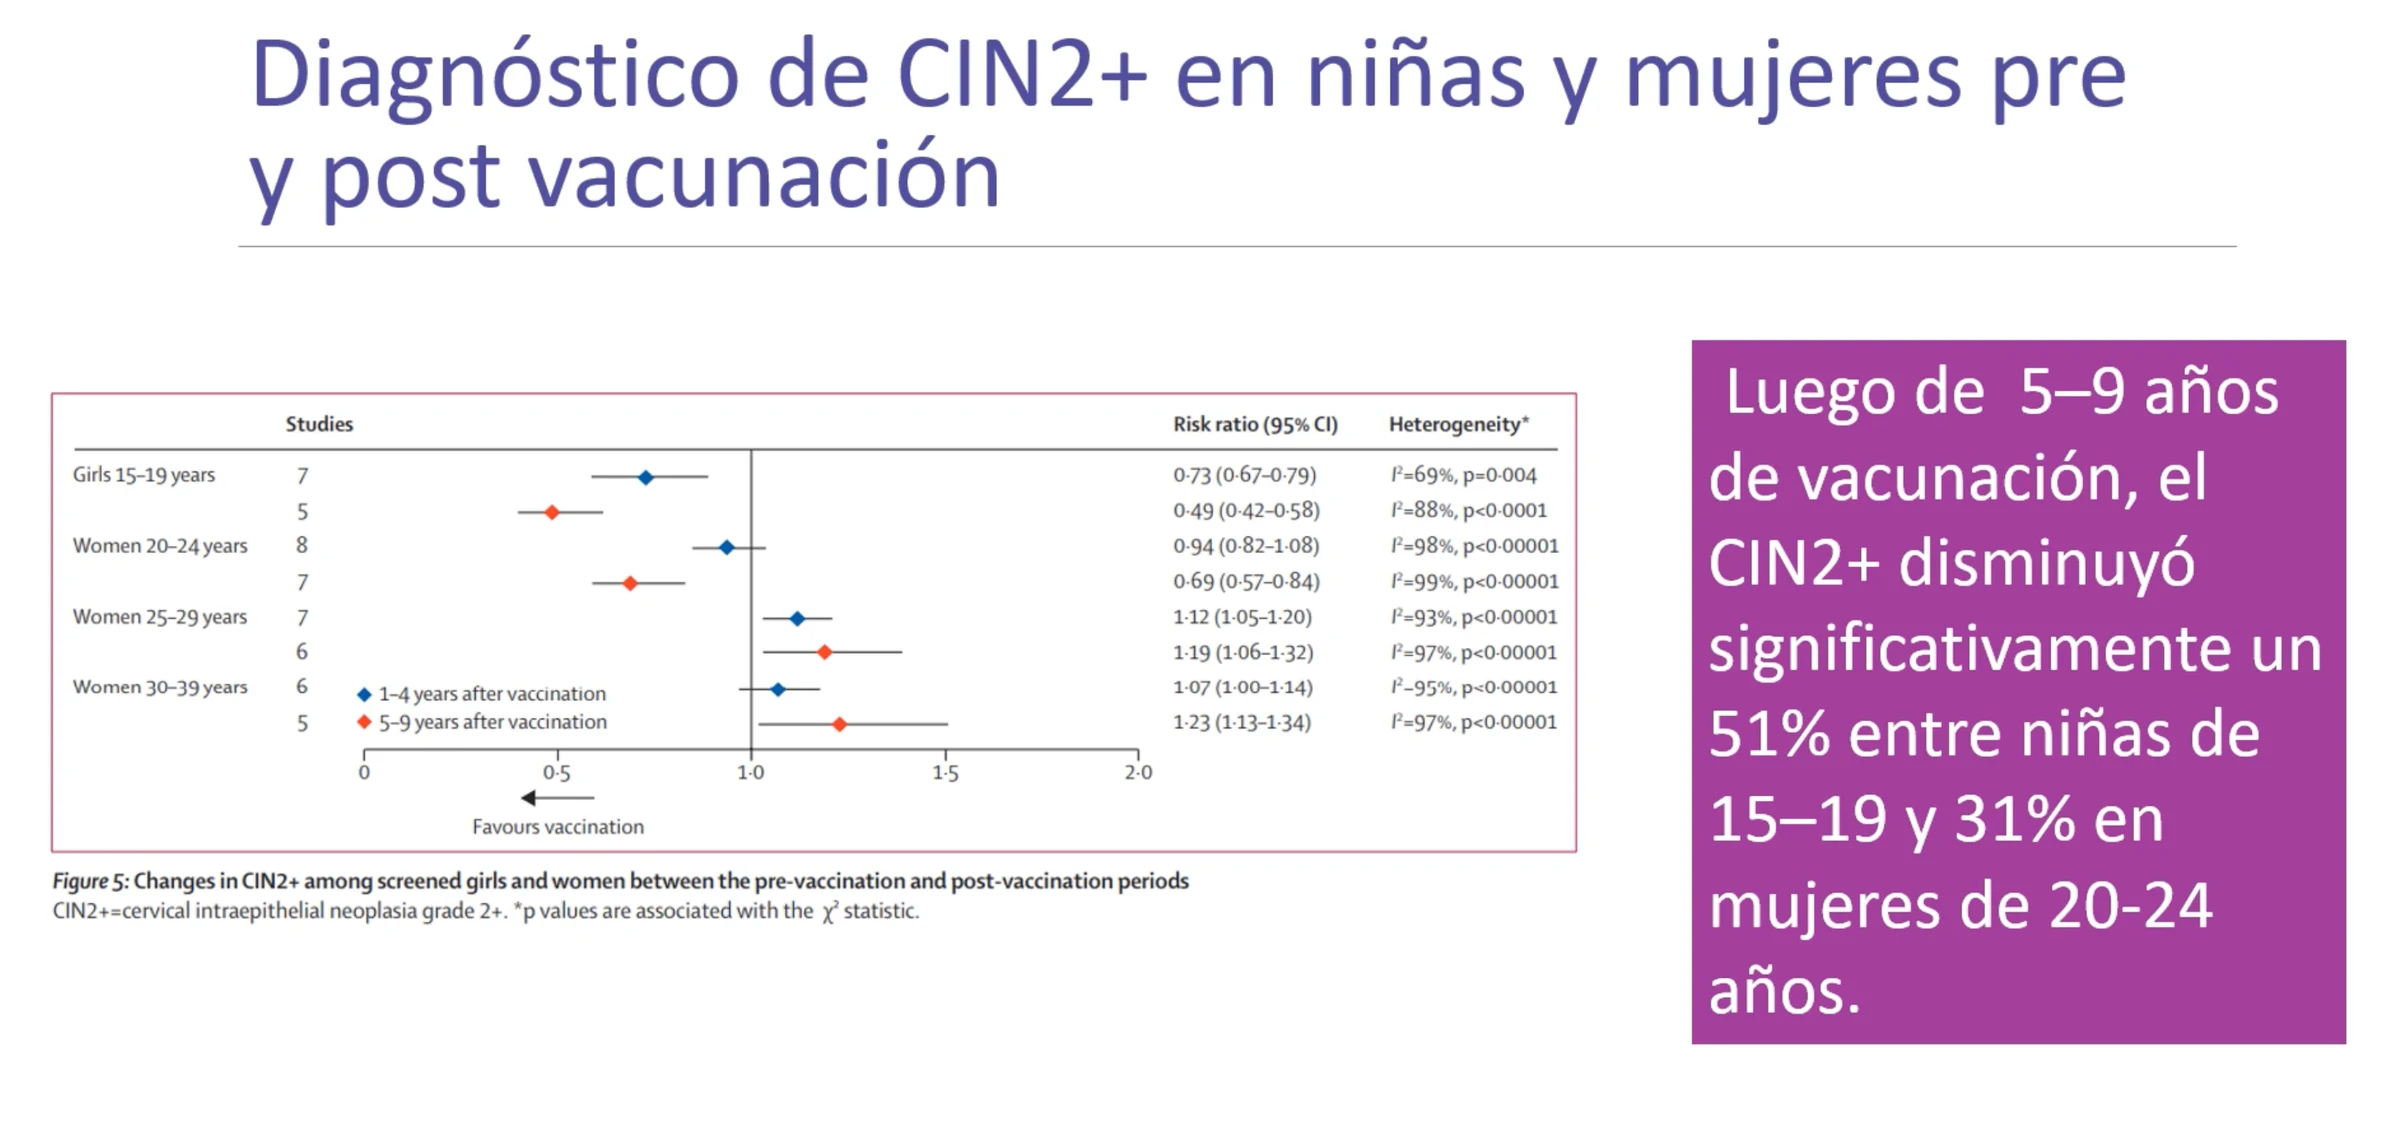 Diagnóstico de CIN2+ en niñas y mujeres pre
y post vacunación
Studies Risk ratio (95% CI) Heterogeneity*
Girls 15–19 years 7 0·73 (0·67–0·79) I²=69%, p=0·004
5 0·49 (0·42–0·58) I²=88%, p<0·0001
Women 20–24 years 8 0·94 (0·82–1·08) I²=98%, p<0·00001
7 0·69 (0·57–0·84) I²=99%, p<0·00001
Women 25–29 years 7 1·12 (1·05–1·20) I²=93%, p<0·00001
6 1·19 (1·06–1·32) I²=97%, p<0·00001
Women 30–39 years 6 1·07 (1·00–1·14) I²–95%, p<0·00001
1–4 years after vaccination
5 1·23 (1·13–1·34) I²=97%, p<0·00001
5–9 years after vaccination
0 0·5 1·0 1·5 2·0
Favours vaccination
Figure 5: Changes in CIN2+ among screened girls and women between the pre-vaccination and post-vaccination periods
CIN2+=cervical intraepithelial neoplasia grade 2+. *p values are associated with the χ² statistic.
Luego de 5–9 años
de vacunación, el
CIN2+ disminuyó
significativamente un
51% entre niñas de
15–19 y 31% en
mujeres de 20-24
años.